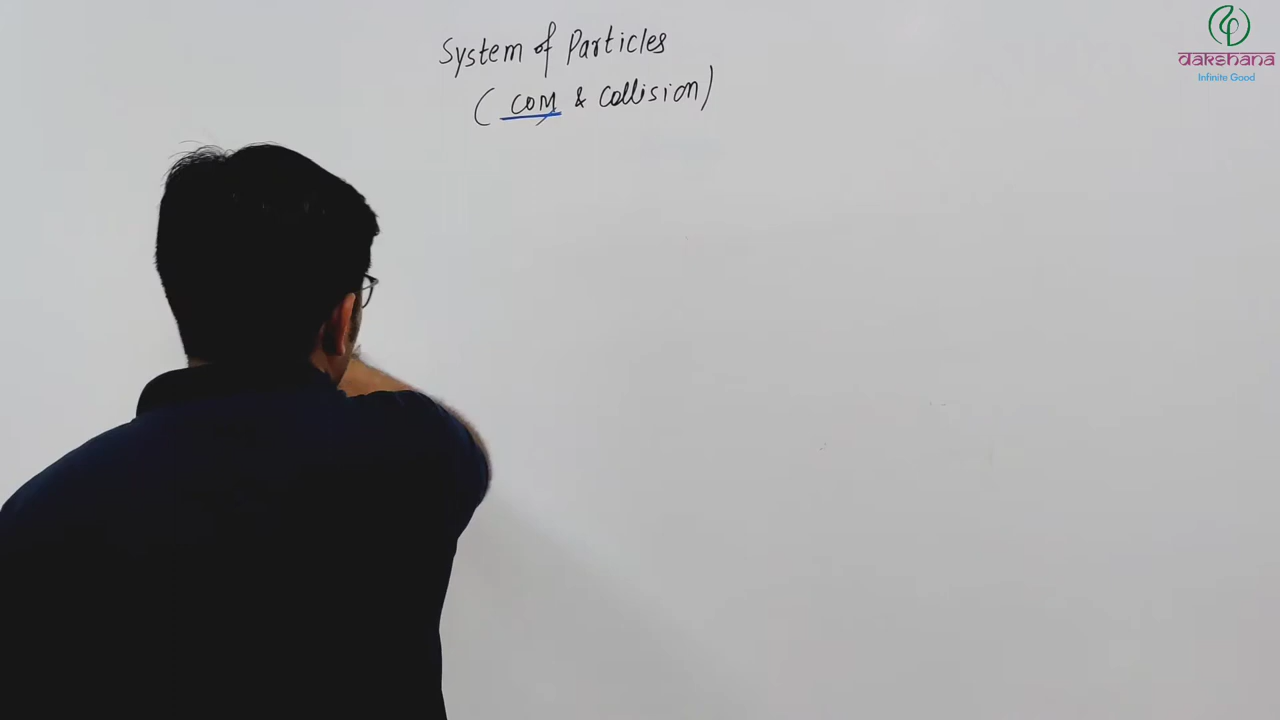 System of Particles
(COM & Collision)
dakshana
Infinite Good